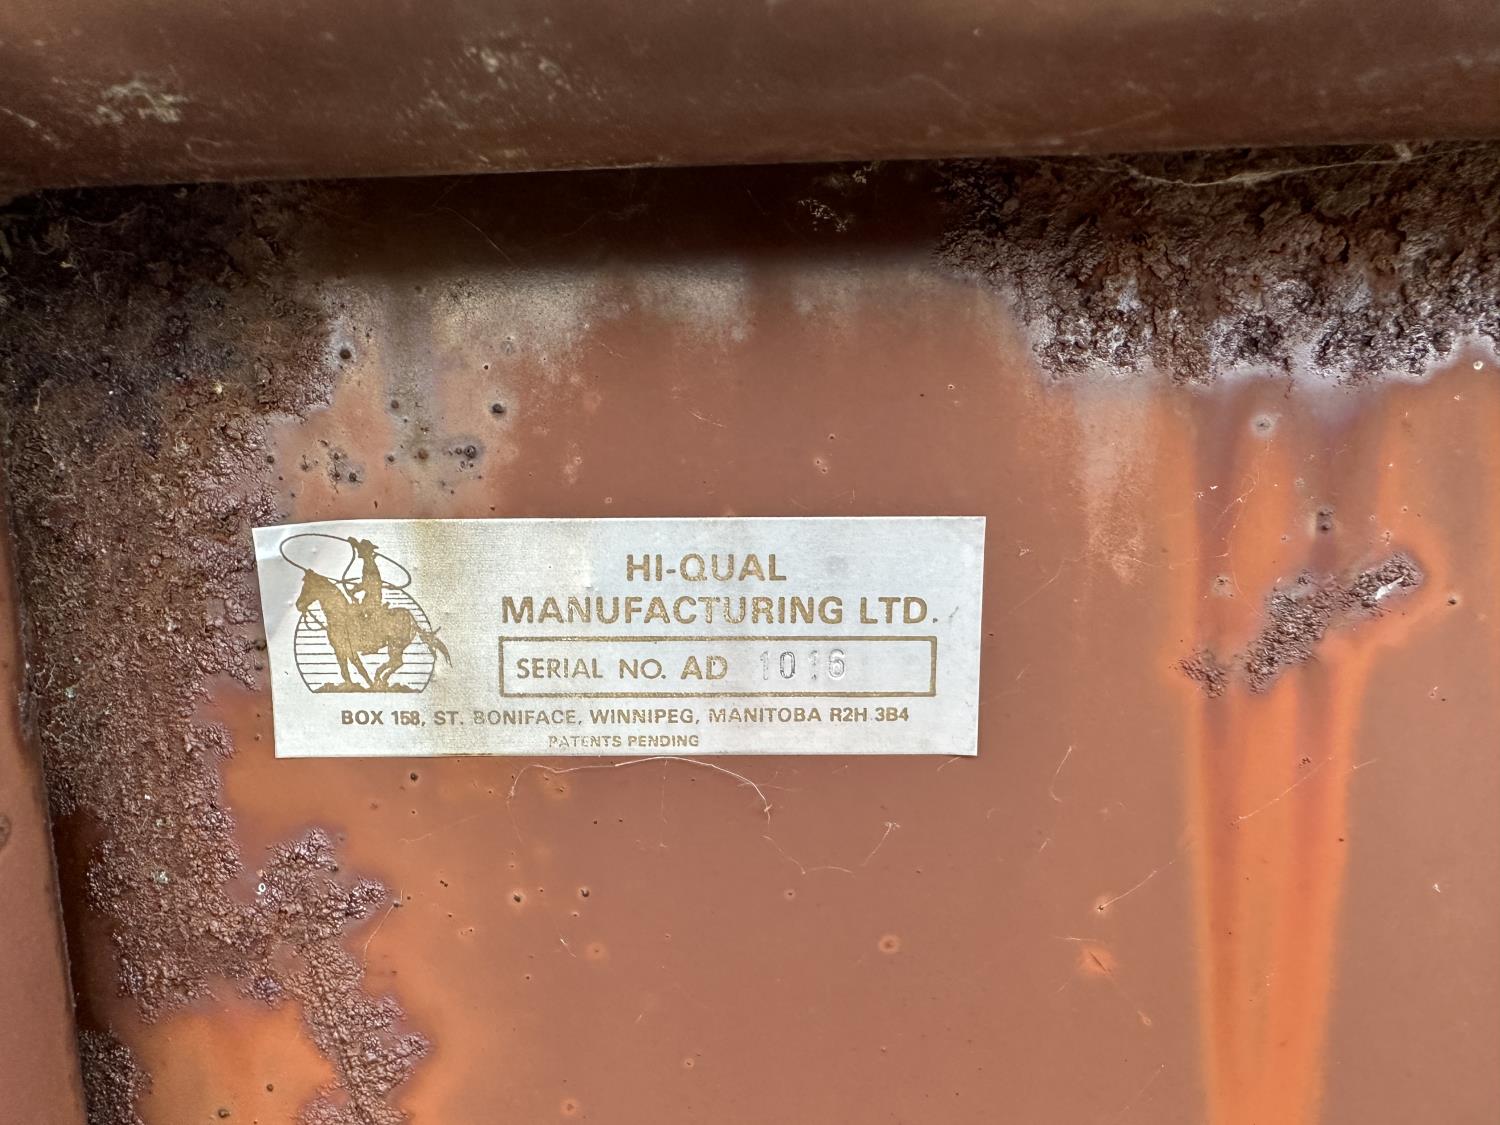 HI-QUAL
MANUFACTURING LTD.
SERIAL NO. AD 1016
BOX 158, ST. BONIFACE, WINNIPEG, MANITOBA R2H 3B4
PATENTS PENDING